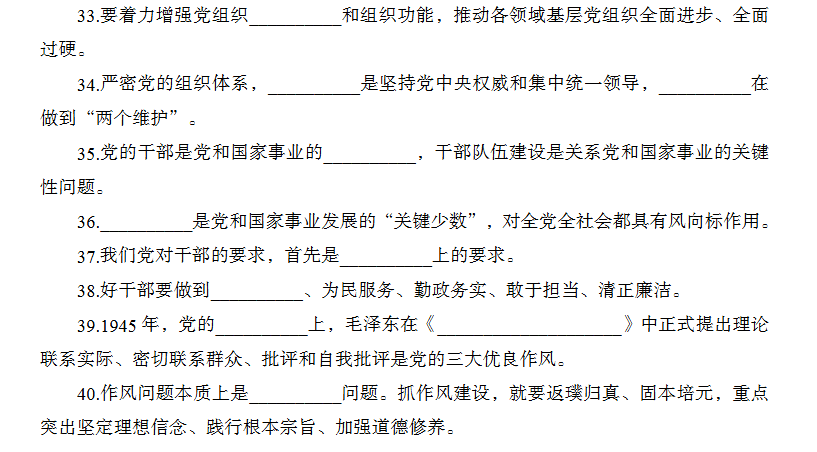 33.要着力增强党组织__________和组织功能，推动各领域基层党组织全面进步、全面
过硬。
34.严密党的组织体系，__________是坚持党中央权威和集中统一领导，__________在
做到“两个维护”。
35.党的干部是党和国家事业的__________，干部队伍建设是关系党和国家事业的关键
性问题。
36.__________是党和国家事业发展的“关键少数”，对全党全社会都具有风向标作用。
37.我们党对干部的要求，首先是__________上的要求。
38.好干部要做到__________、为民服务、勤政务实、敢于担当、清正廉洁。
39.1945 年，党的__________上，毛泽东在《____________________》中正式提出理论
联系实际、密切联系群众、批评和自我批评是党的三大优良作风。
40.作风问题本质上是__________问题。抓作风建设，就要返璞归真、固本培元，重点
突出坚定理想信念、践行根本宗旨、加强道德修养。